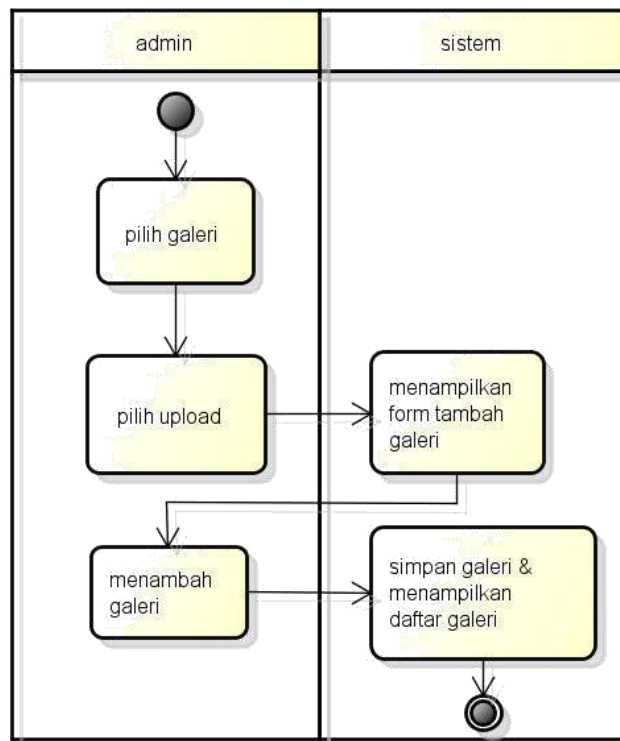 admin
sistem
pilih galeri
pilih upload
menampilkan
form tambah
galeri
menambah
galeri
simpan galeri &
menampilkan
daftar galeri